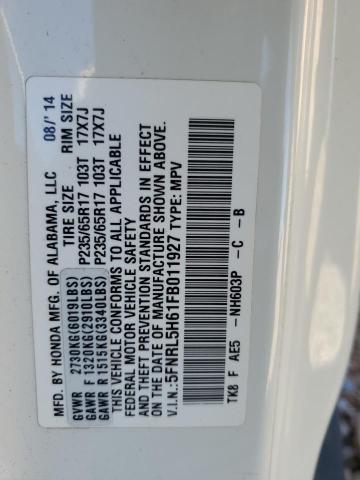 MFD. BY HONDA MFG. OF ALABAMA, LLC 08/'14
TIRE SIZE RIM SIZE
GVWR 2730KG(6019LBS)
GAWR F 1320KG(2910LBS) P235/65R17 103T 17X7J
GAWR R 1515KG(3340LBS) P235/65R17 103T 17X7J
THIS VEHICLE CONFORMS TO ALL APPLICABLE
FEDERAL MOTOR VEHICLE SAFETY
AND THEFT PREVENTION STANDARDS IN EFFECT
ON THE DATE OF MANUFACTURE SHOWN ABOVE.
V.I.N.:5FNRL5H61FB011927 TYPE: MPV
TK8 F AE5 -NH603P -C -B